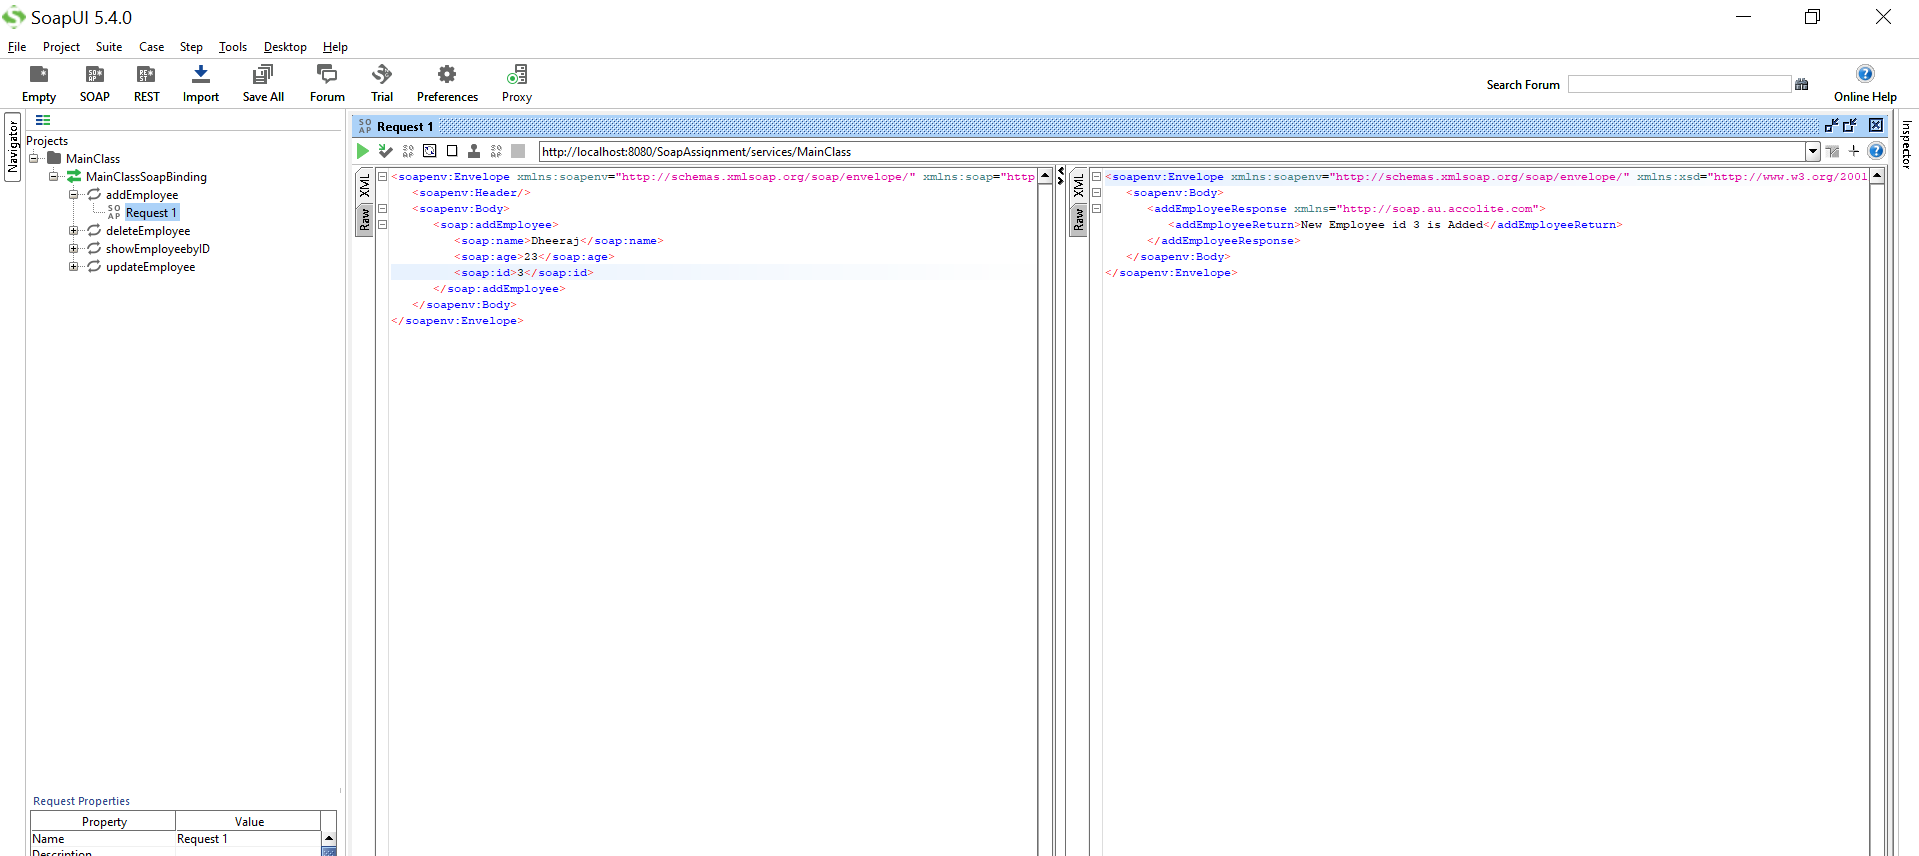 SoapUI 5.4.0
File Project Suite Case Step Tools Desktop Help
Empty SOAP REST Import Save All Forum Trial Preferences Proxy
Search Forum
Online Help
Navigator
Projects
MainClass
MainClassSoapBinding
addEmployee
Request 1
deleteEmployee
showEmployeebyID
updateEmployee
Request Properties
Property Value
Name Request 1
Description
Request 1
http://localhost:8080/SoapAssignment/services/MainClass
XML
Raw
<soapenv:Envelope xmlns:soapenv="http://schemas.xmlsoap.org/soap/envelope/" xmlns:soap="http
<soapenv:Header/>
<soapenv:Body>
<soap:addEmployee>
<soap:name>Dheeraj</soap:name>
<soap:age>23</soap:age>
<soap:id>3</soap:id>
</soap:addEmployee>
</soapenv:Body>
</soapenv:Envelope>
XML
Raw
<soapenv:Envelope xmlns:soapenv="http://schemas.xmlsoap.org/soap/envelope/" xmlns:xsd="http://www.w3.org/2001
<soapenv:Body>
<addEmployeeResponse xmlns="http://soap.au.accolite.com">
<addEmployeeReturn>New Employee id 3 is Added</addEmployeeReturn>
</addEmployeeResponse>
</soapenv:Body>
</soapenv:Envelope>
Inspector